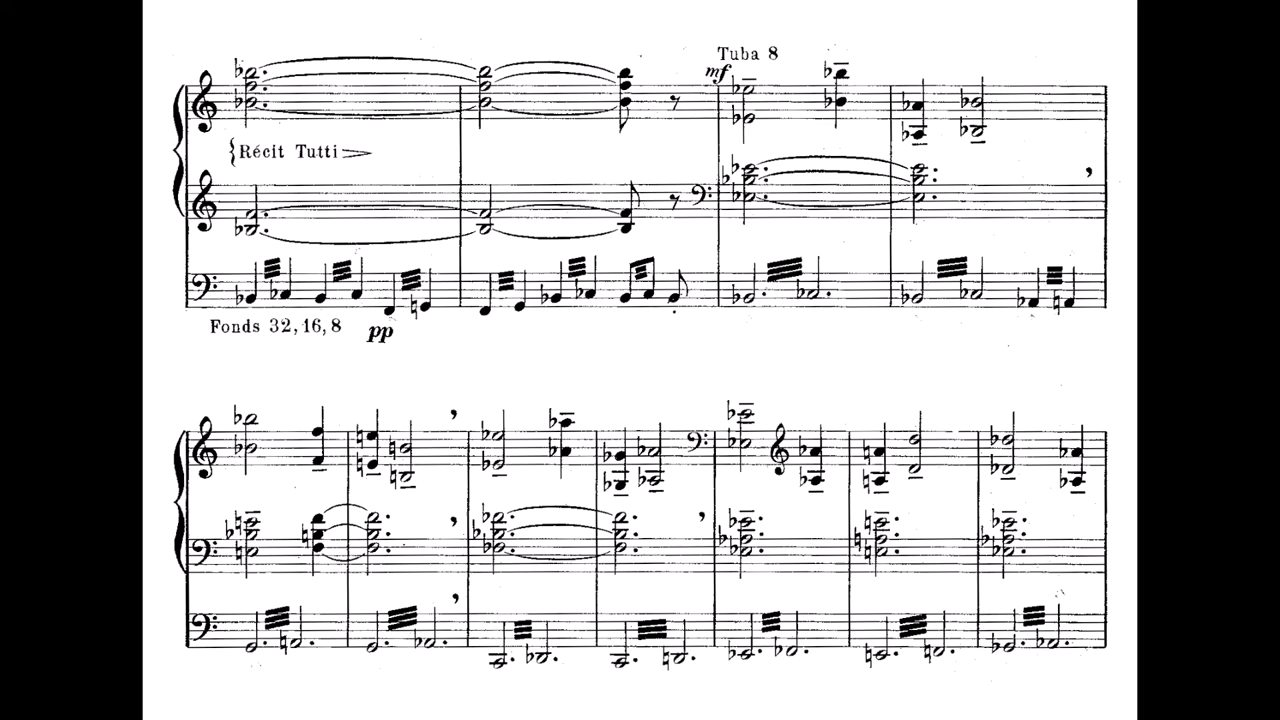 Tuba 8
mf
Récit Tutti
Fonds 32, 16, 8
pp